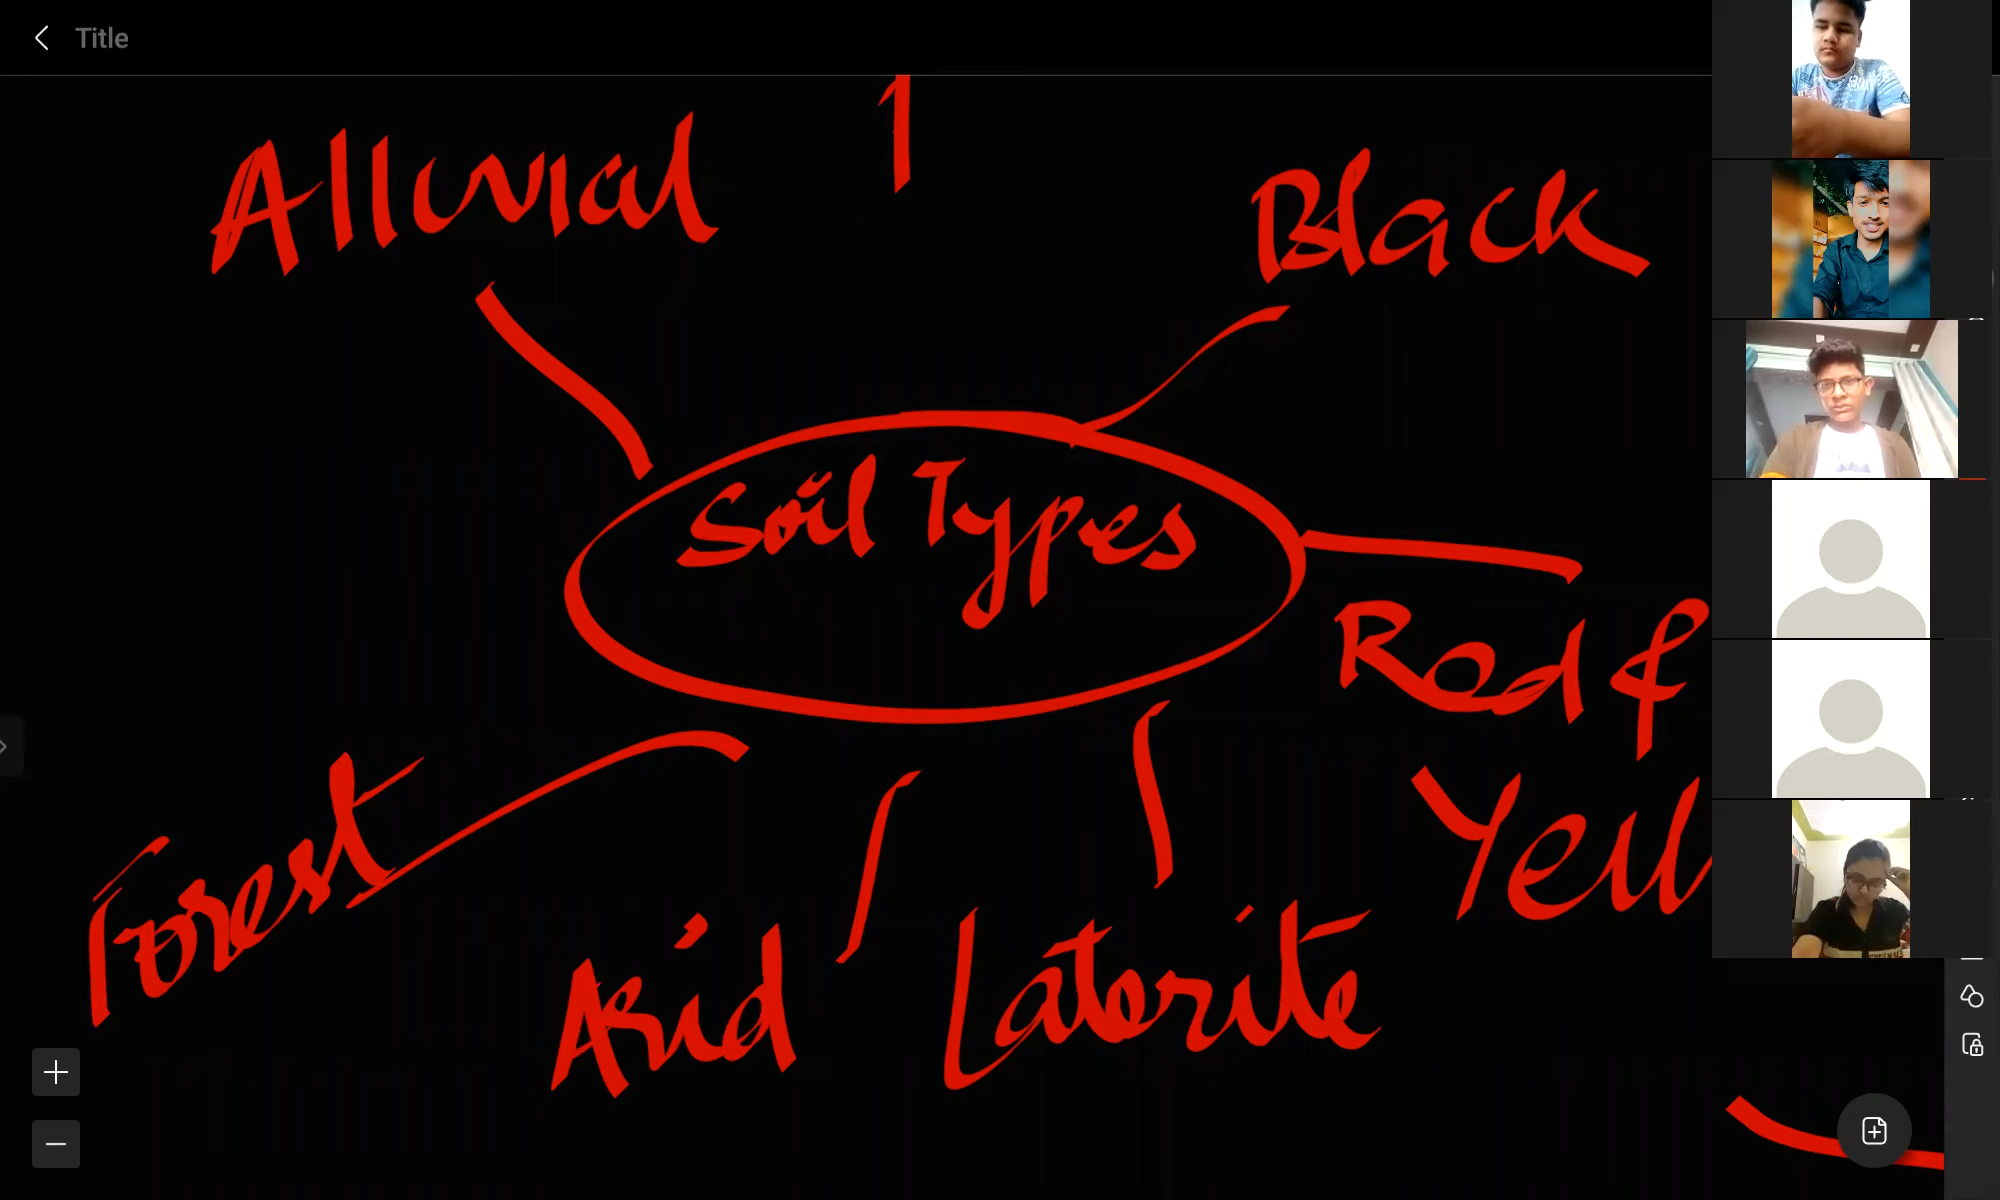 Title
Alluvial
Black
Soil Types
Red &
Yell
Forest
Arid
Laterite